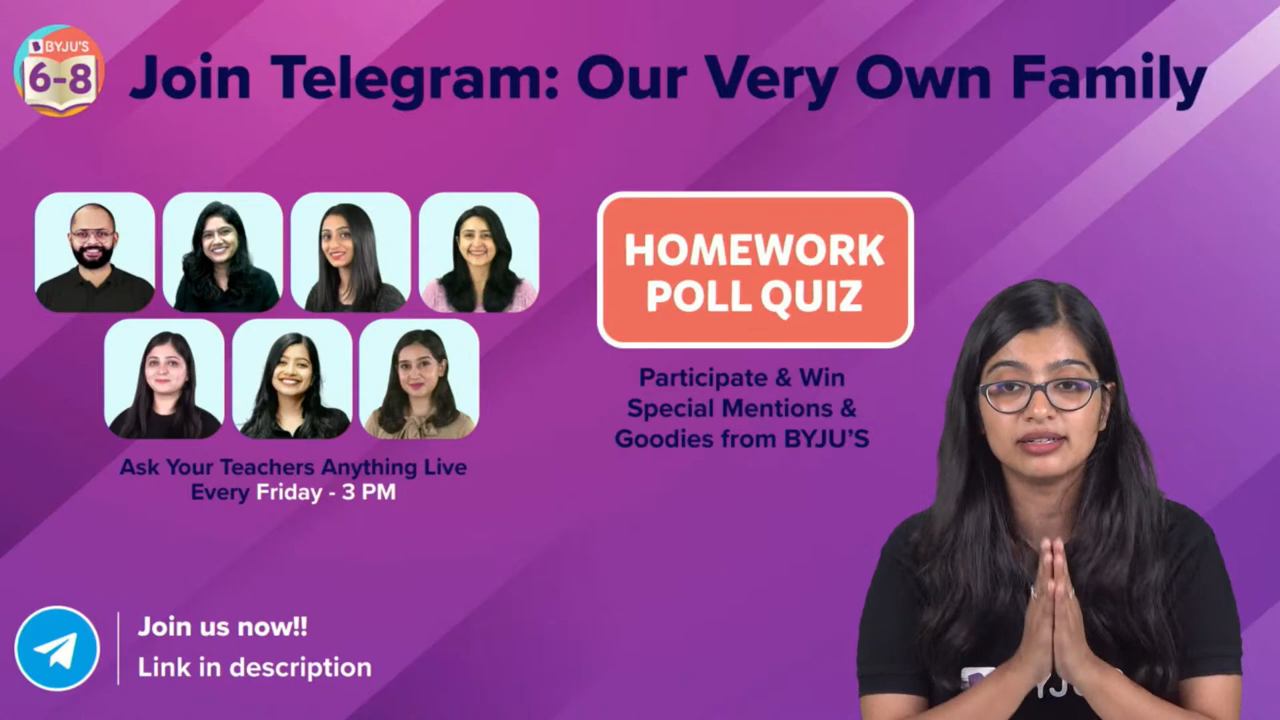 BYJU'S
6-8
Join Telegram: Our Very Own Family
HOMEWORK
POLL QUIZ
Participate & Win
Special Mentions &
Goodies from BYJU'S
Ask Your Teachers Anything Live
Every Friday - 3 PM
Join us now!!
Link in description